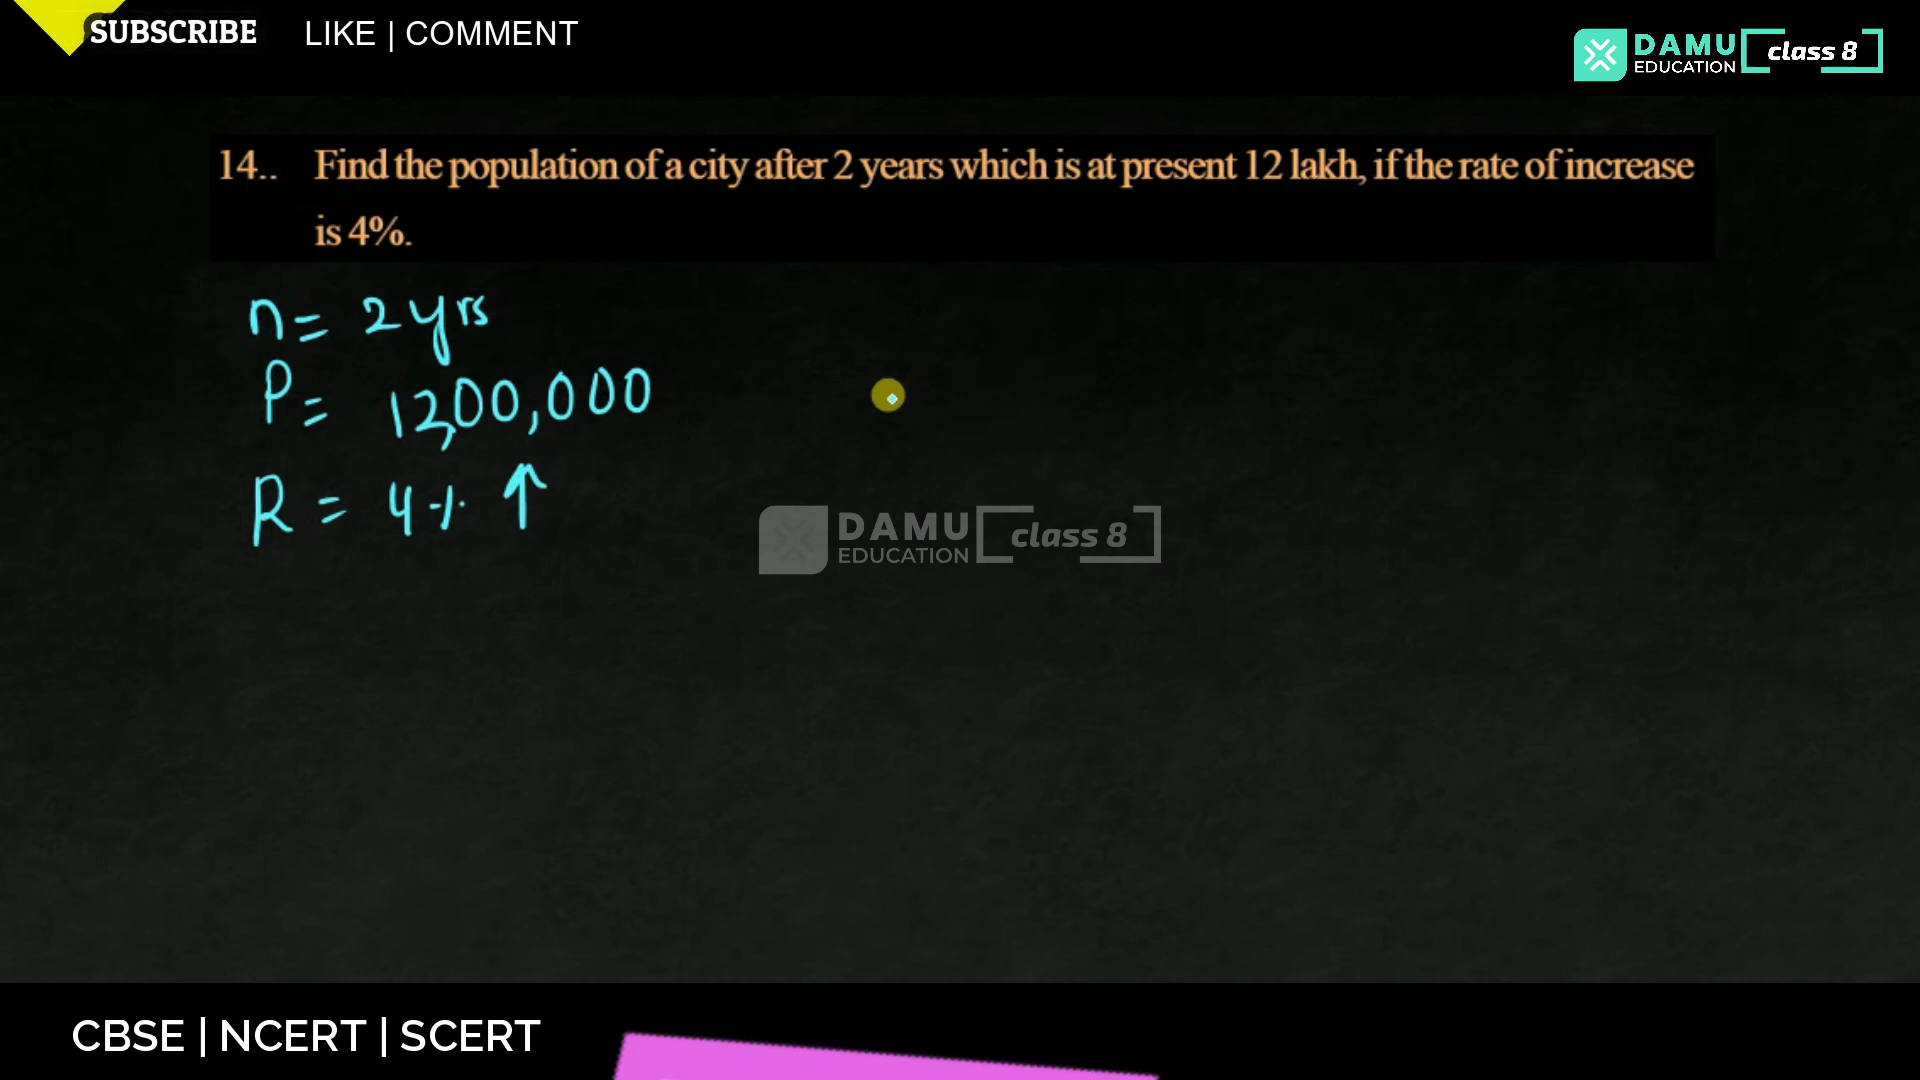 SUBSCRIBE LIKE | COMMENT
DAMU EDUCATION class 8
14.. Find the population of a city after 2 years which is at present 12 lakh, if the rate of increase
is 4%.
n = 2 yrs
P = 12,00,000
R = 4% ↑
DAMU EDUCATION class 8
CBSE | NCERT | SCERT